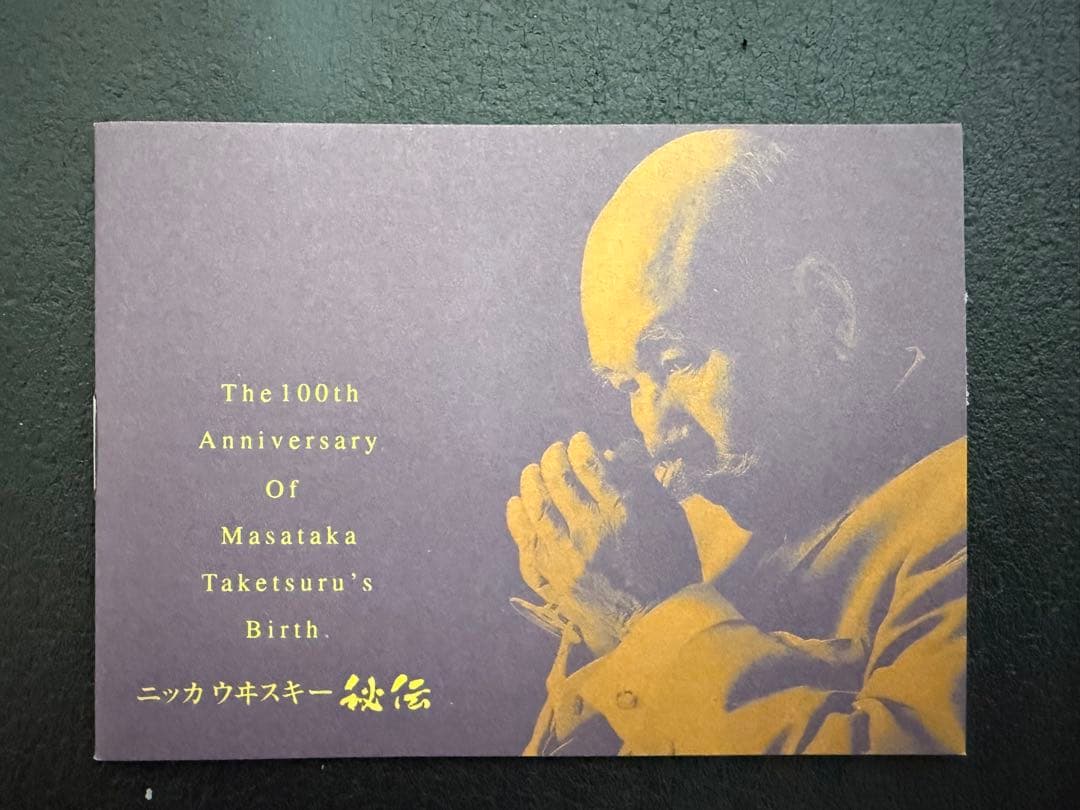 The 100th
Anniversary
Of
Masataka
Taketsuru's
Birth.
ニッカ ウヰスキー 秘伝